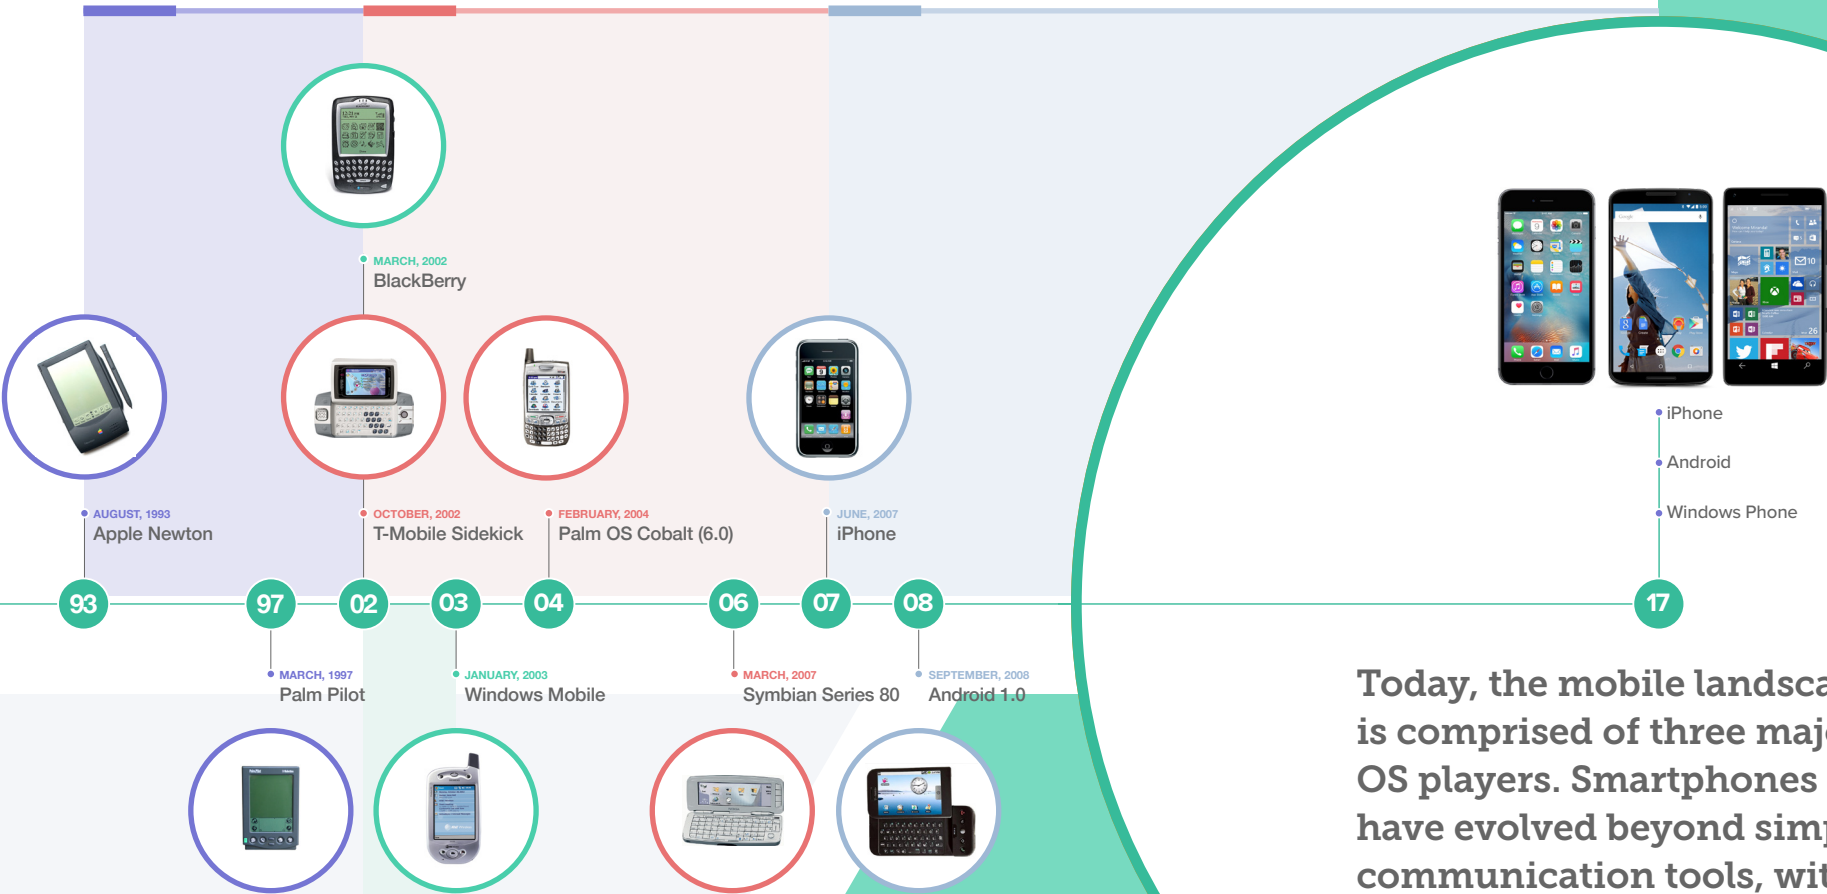 MARCH, 2002
BlackBerry
AUGUST, 1993
Apple Newton
OCTOBER, 2002
T-Mobile Sidekick
FEBRUARY, 2004
Palm OS Cobalt (6.0)
JUNE, 2007
iPhone
iPhone
Android
Windows Phone
93
97
02
03
04
06
07
08
17
MARCH, 1997
Palm Pilot
JANUARY, 2003
Windows Mobile
MARCH, 2007
Symbian Series 80
SEPTEMBER, 2008
Android 1.0
Today, the mobile landsca
is comprised of three maj
OS players. Smartphones
have evolved beyond simp
communication tools, wit